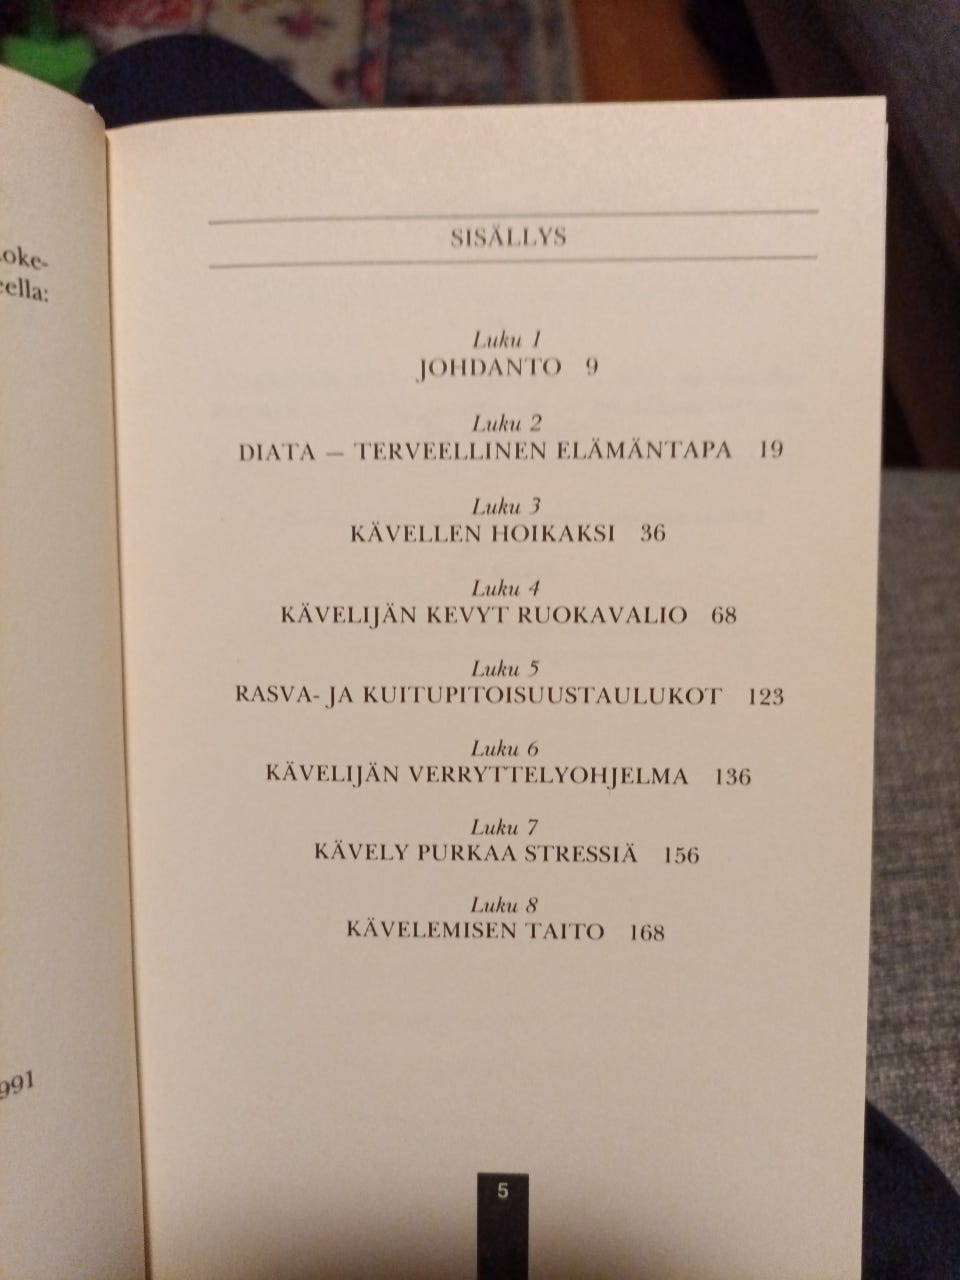 cella:
991
SISÄLLYS
Luku 1
JOHDANTO 9
Luku 2
DIATA — TERVEELLINEN ELÄMÄNTAPA 19
Luku 3
KÄVELLEN HOIKAKSI 36
Luku 4
KÄVELIJÄN KEVYT RUOKAVALIO 68
Luku 5
RASVA- JA KUITUPITOISUUSTAULUKOT 123
Luku 6
KÄVELIJÄN VERRYTTELYOHJELMA 136
Luku 7
KÄVELY PURKAA STRESSIÄ 156
Luku 8
KÄVELEMISEN TAITO 168
5